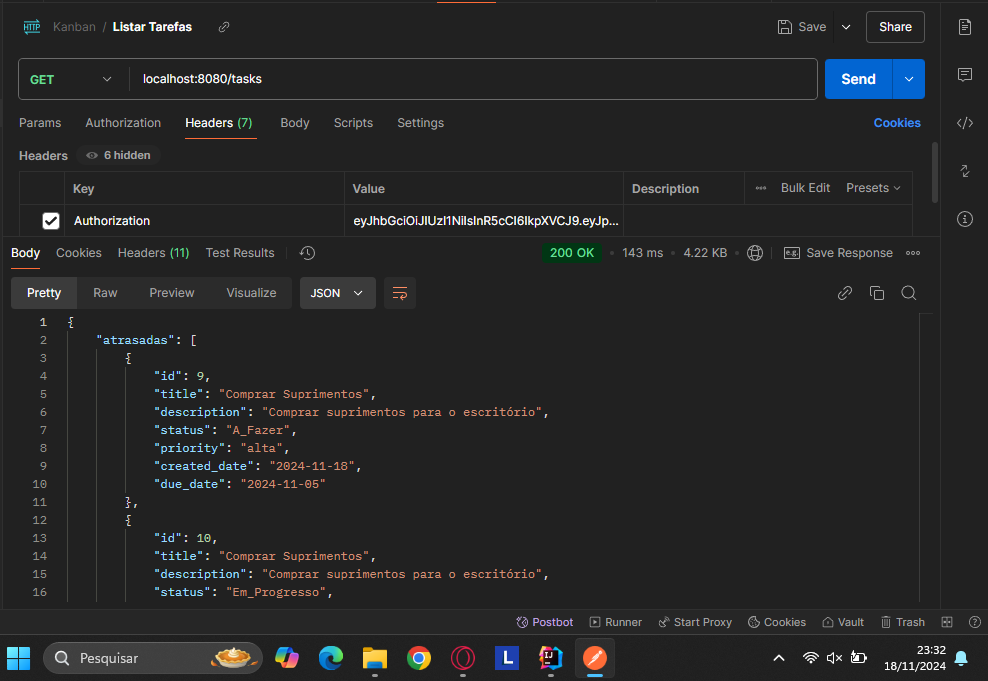 HTTP Kanban / Listar Tarefas Save Share
GET localhost:8080/tasks Send
Params Authorization Headers (7) Body Scripts Settings Cookies
Headers 6 hidden
Key Value Description Bulk Edit Presets
Authorization eyJhbGciOiJIUzI1NiIsInR5cCI6IkpXVCJ9.eyJp...
Body Cookies Headers (11) Test Results 200 OK 143 ms 4.22 KB e.g. Save Response
Pretty Raw Preview Visualize JSON
1 {
2 "atrasadas": [
3 {
4 "id": 9,
5 "title": "Comprar Suprimentos",
6 "description": "Comprar suprimentos para o escritório",
7 "status": "A_Fazer",
8 "priority": "alta",
9 "created_date": "2024-11-18",
10 "due_date": "2024-11-05"
11 },
12 {
13 "id": 10,
14 "title": "Comprar Suprimentos",
15 "description": "Comprar suprimentos para o escritório",
16 "status": "Em_Progresso",
Postbot Runner Start Proxy Cookies Vault Trash
Pesquisar L IJ 23:32
18/11/2024